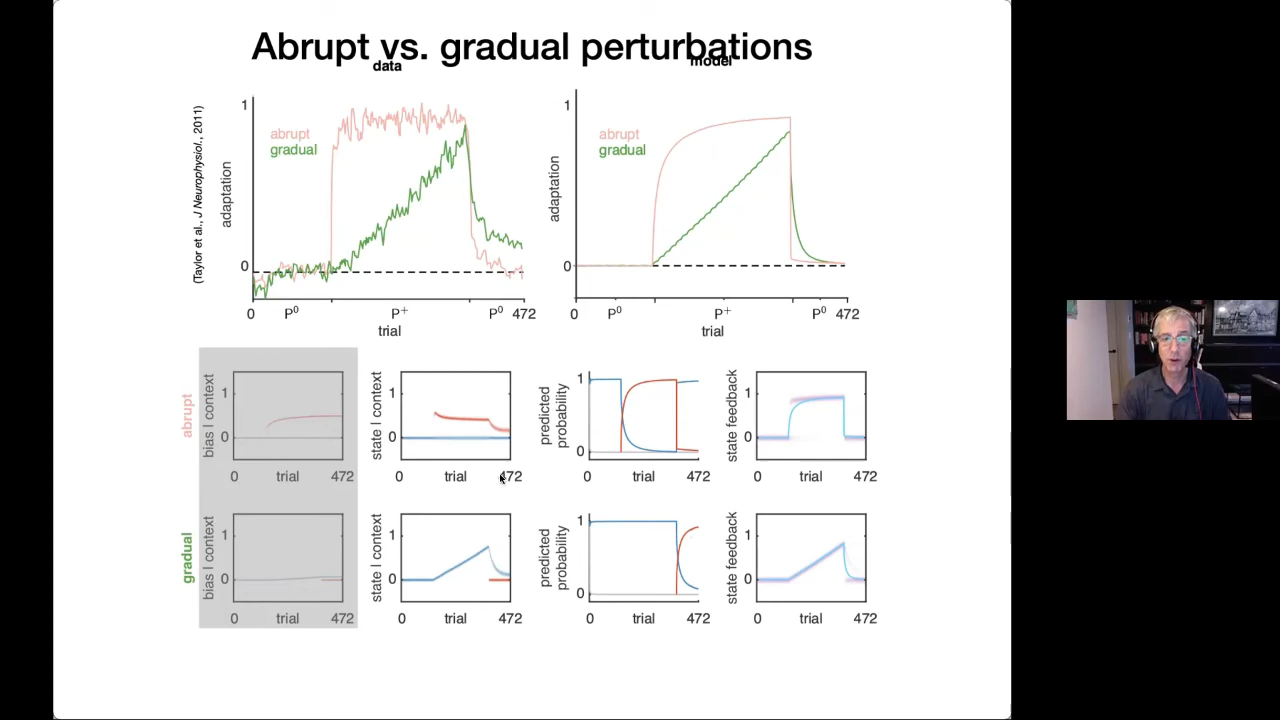 Abrupt vs. gradual perturbations
data
model
(Taylor et al., J Neurophysiol., 2011)
1
abrupt
gradual
adaptation
0
0 P⁰ P⁺ P⁰ 472
trial
1
abrupt
gradual
adaptation
0
0 P⁰ P⁺ P⁰ 472
trial
abrupt
bias | context
1
0
0 trial 472
state | context
1
0
0 trial 472
predicted
probability
1
0
0 trial 472
state feedback
1
0
0 trial 472
gradual
bias | context
1
0
0 trial 472
state | context
1
0
0 trial 472
predicted
probability
1
0
0 trial 472
state feedback
1
0
0 trial 472